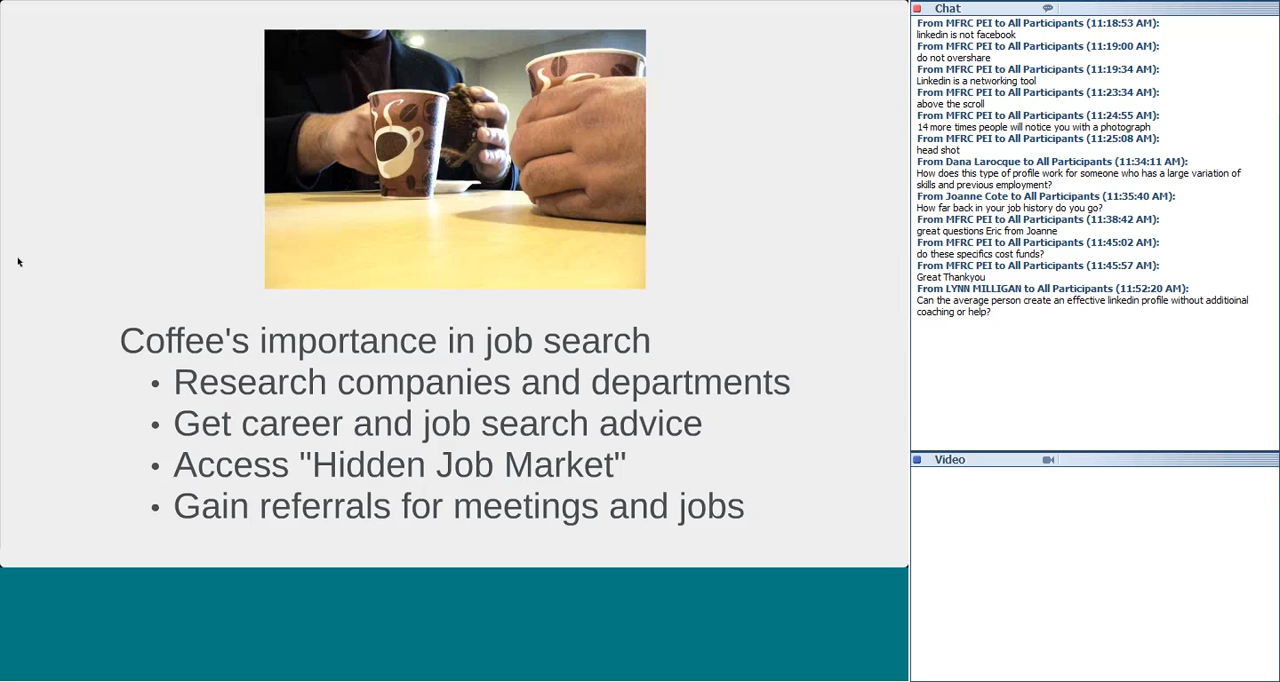 Coffee's importance in job search
• Research companies and departments
• Get career and job search advice
• Access "Hidden Job Market"
• Gain referrals for meetings and jobs
Chat
From MFRC PEI to All Participants (11:18:53 AM):
linkedin is not facebook
From MFRC PEI to All Participants (11:19:00 AM):
do not overshare
From MFRC PEI to All Participants (11:19:34 AM):
Linkedin is a networking tool
From MFRC PEI to All Participants (11:23:34 AM):
above the scroll
From MFRC PEI to All Participants (11:24:55 AM):
14 more times people will notice you with a photograph
From MFRC PEI to All Participants (11:25:08 AM):
head shot
From Dana Larocque to All Participants (11:34:11 AM):
How does this type of profile work for someone who has a large variation of
skills and previous employment?
From Joanne Cote to All Participants (11:35:40 AM):
How far back in your job history do you go?
From MFRC PEI to All Participants (11:38:42 AM):
great questions Eric from Joanne
From MFRC PEI to All Participants (11:45:02 AM):
do these specifics cost funds?
From MFRC PEI to All Participants (11:45:57 AM):
Great Thankyou
From LYNN MILLIGAN to All Participants (11:52:20 AM):
Can the average person create an effective linkedin profile without additioinal
coaching or help?
Video